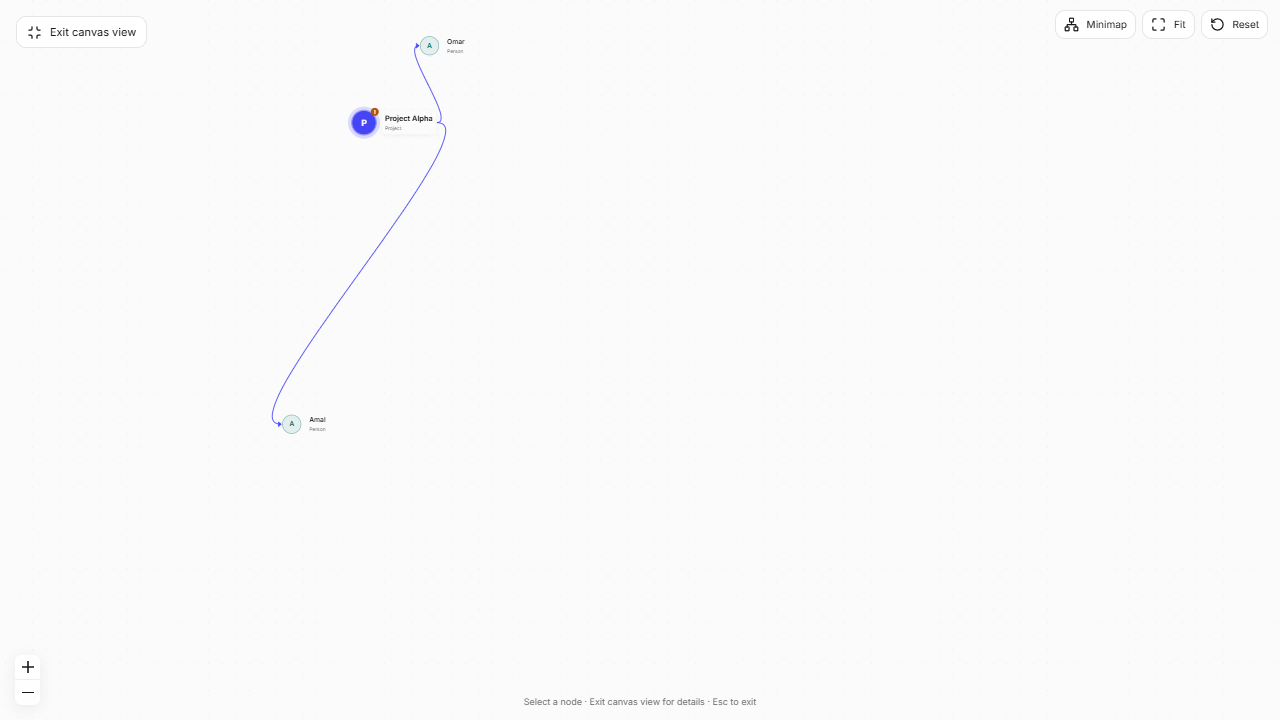 Exit canvas view
Minimap
Fit
Reset
A
Omar
Person
P
Project Alpha
Project
A
Amal
Person
Select a node · Exit canvas view for details · Esc to exit